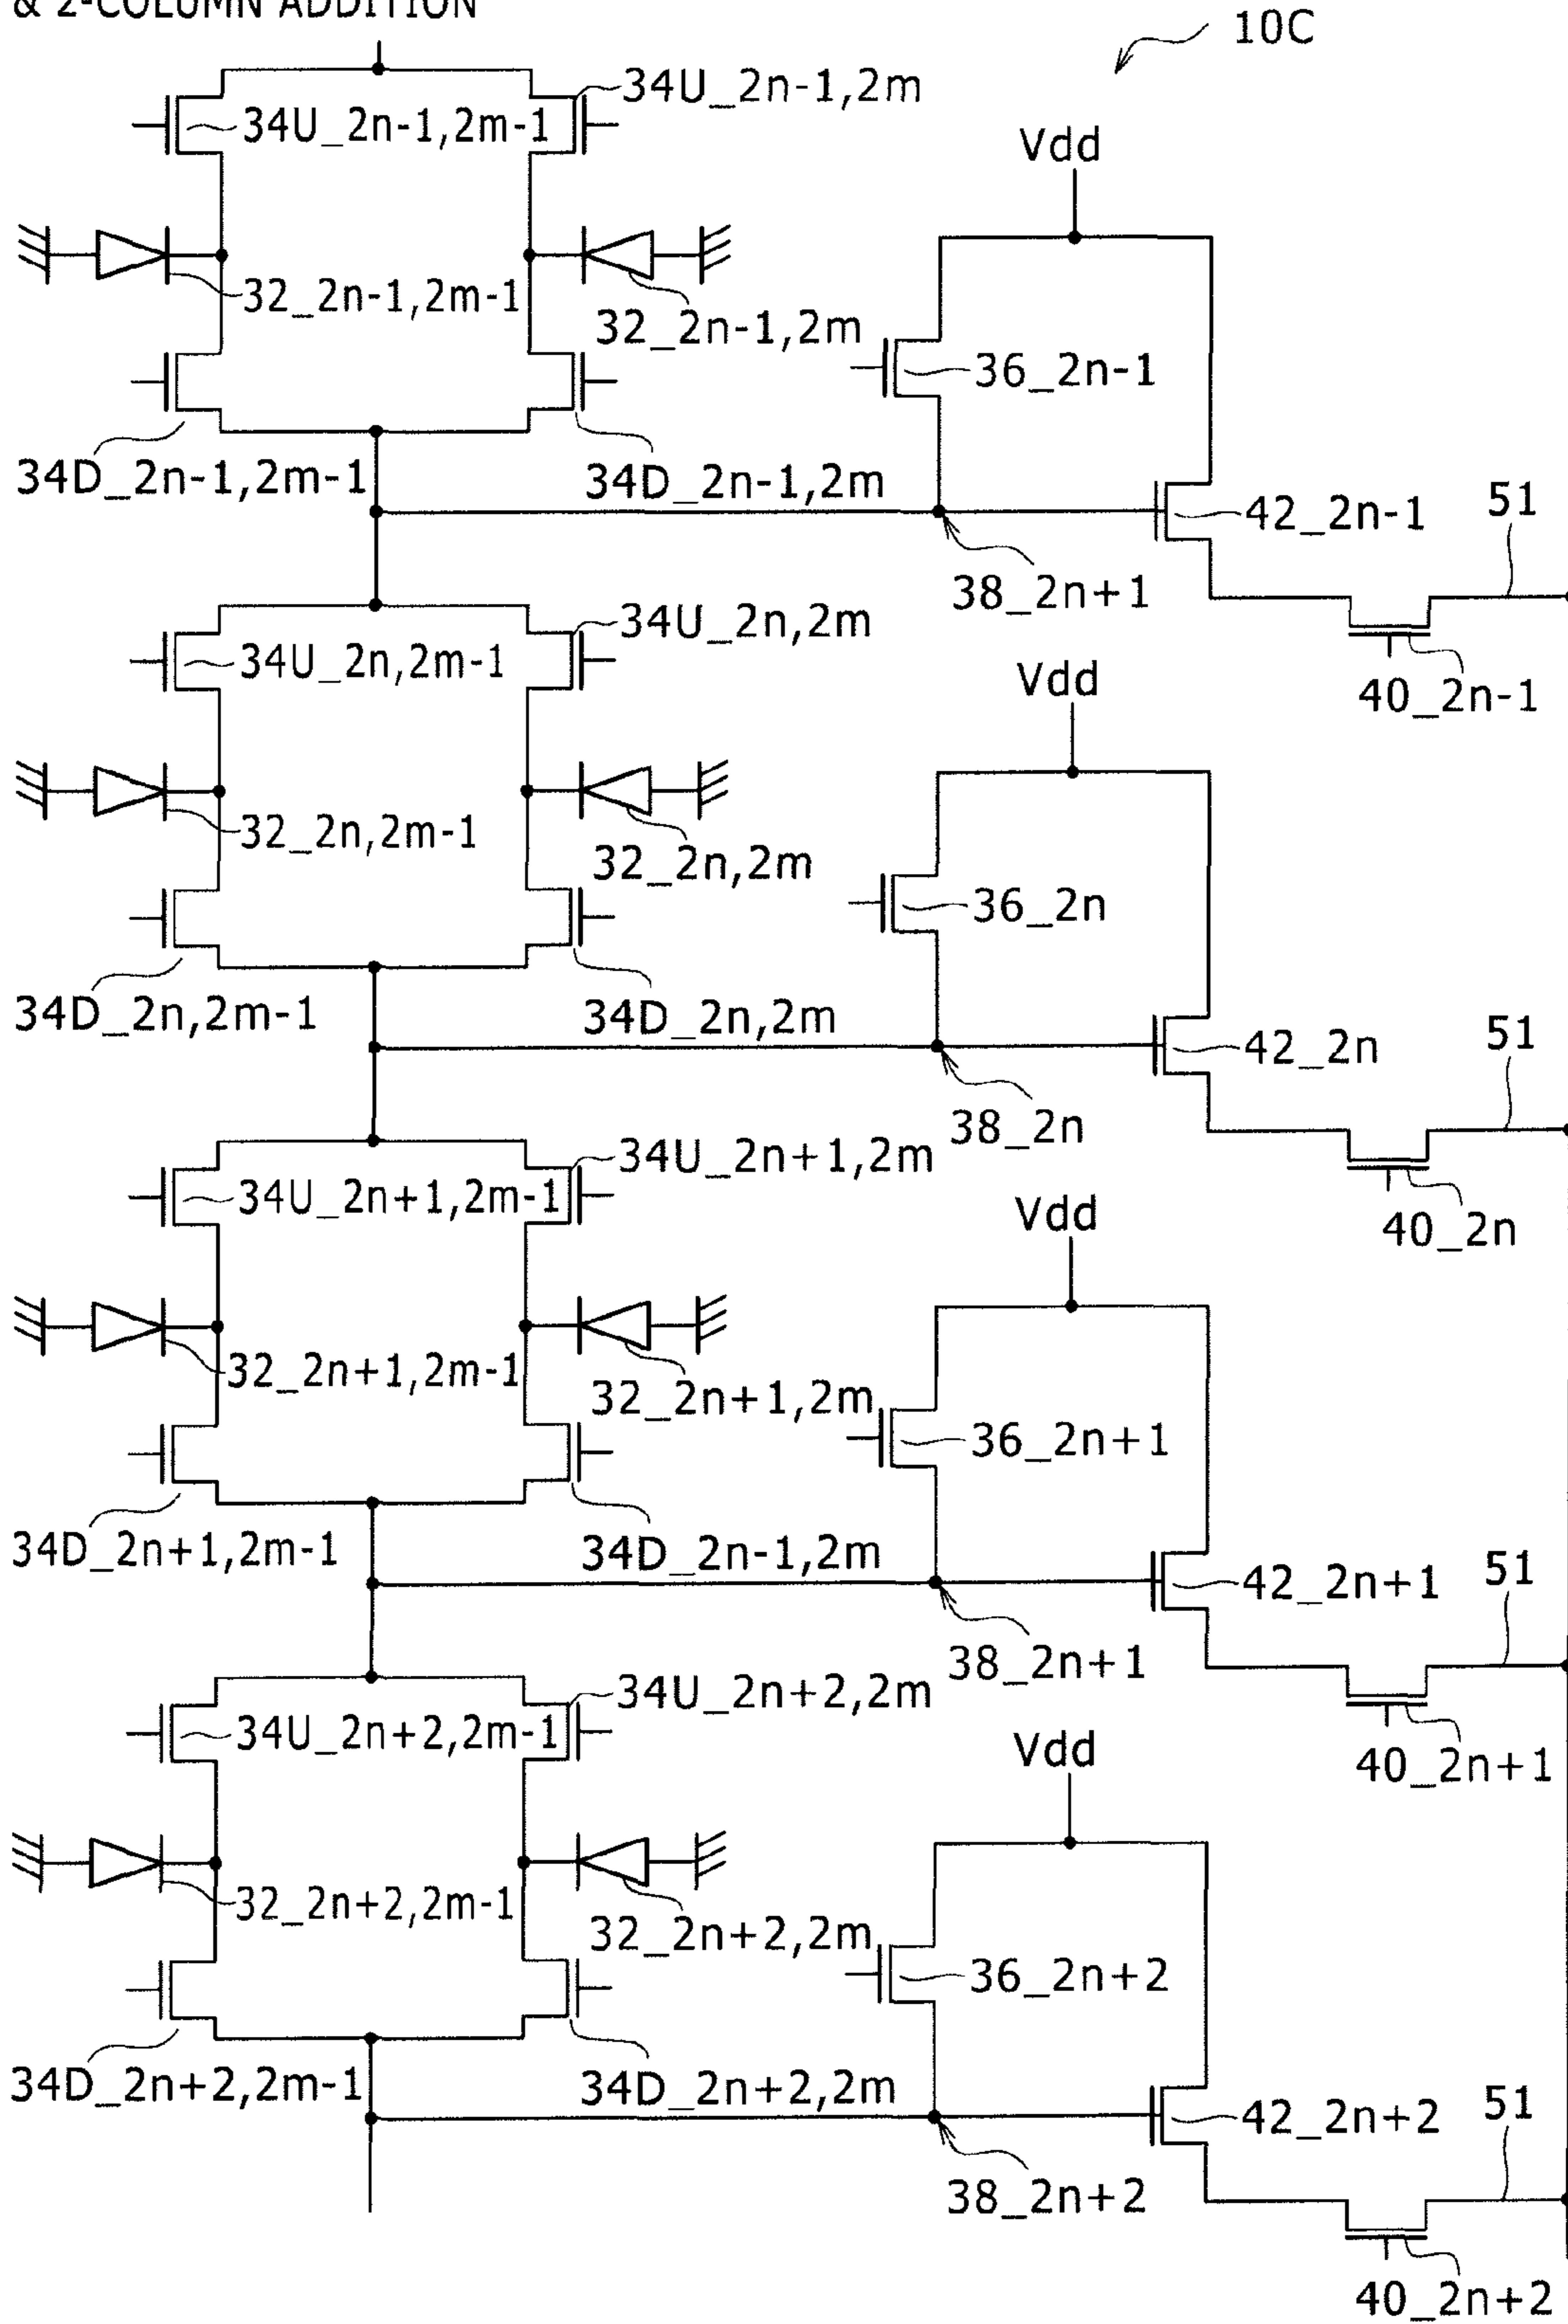 & 2-COLUMN ADDITION
10C
34U_2n-1,2m
34U_2n-1,2m-1
Vdd
32_2n-1,2m-1
32_2n-1,2m
36_2n-1
34D_2n-1,2m-1
34D_2n-1,2m
42_2n-1
51
38_2n+1
40_2n-1
34U_2n,2m
34U_2n,2m-1
Vdd
32_2n,2m-1
32_2n,2m
36_2n
34D_2n,2m-1
34D_2n,2m
42_2n
51
38_2n
40_2n
34U_2n+1,2m
34U_2n+1,2m-1
Vdd
32_2n+1,2m-1
32_2n+1,2m
36_2n+1
34D_2n+1,2m-1
34D_2n-1,2m
42_2n+1
51
38_2n+1
40_2n+1
34U_2n+2,2m
34U_2n+2,2m-1
Vdd
32_2n+2,2m-1
32_2n+2,2m
36_2n+2
34D_2n+2,2m-1
34D_2n+2,2m
42_2n+2
51
38_2n+2
40_2n+2